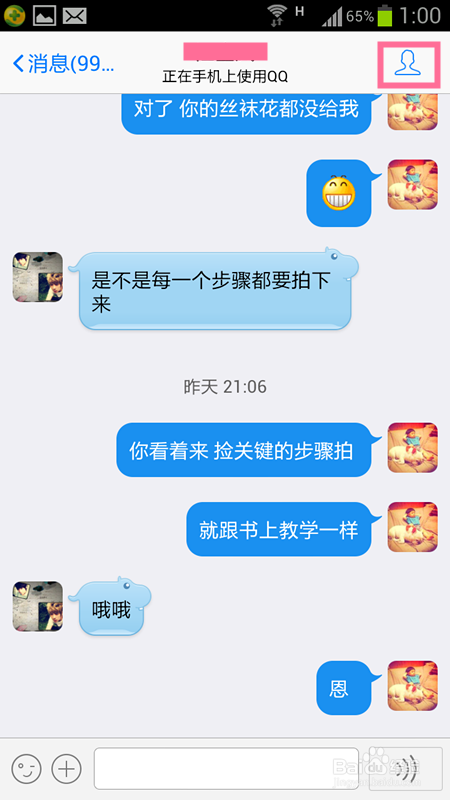 H 65% 1:00
消息(99...
正在手机上使用QQ
对了 你的丝袜花都没给我
是不是每一个步骤都要拍下
来
昨天 21:06
你看着来 捡关键的步骤拍
就跟书上教学一样
哦哦
恩
Baidu